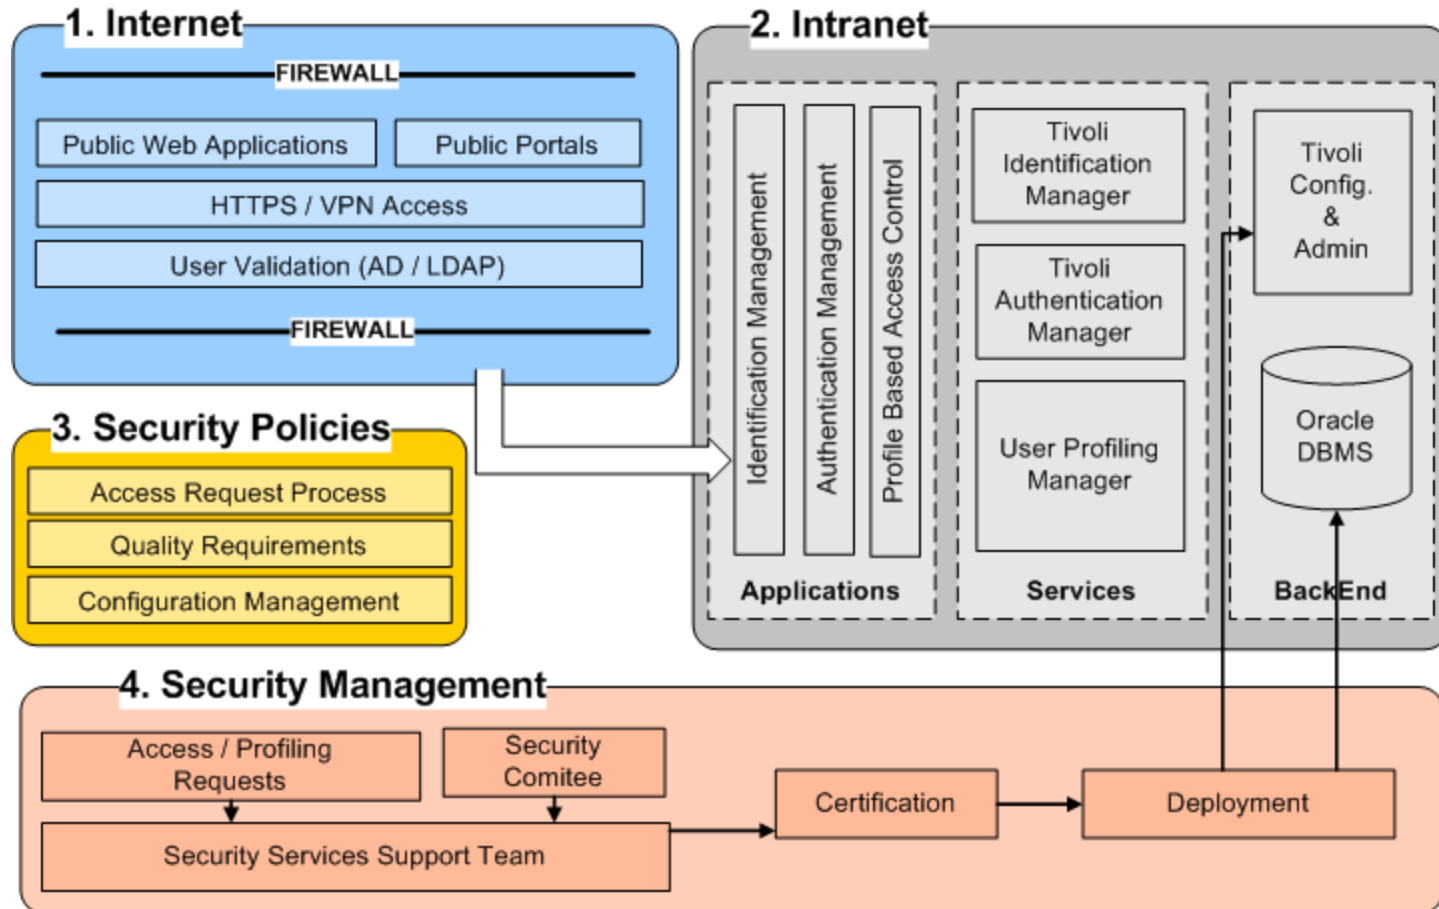 1. Internet
FIREWALL
Public Web Applications
Public Portals
HTTPS / VPN Access
User Validation (AD / LDAP)
FIREWALL
2. Intranet
Identification Management
Authentication Management
Profile Based Access Control
Applications
Tivoli
Identification
Manager
Tivoli
Authentication
Manager
User Profiling
Manager
Services
Tivoli
Config.
&
Admin
Oracle
DBMS
BackEnd
3. Security Policies
Access Request Process
Quality Requirements
Configuration Management
4. Security Management
Access / Profiling
Requests
Security
Comitee
Security Services Support Team
Certification
Deployment